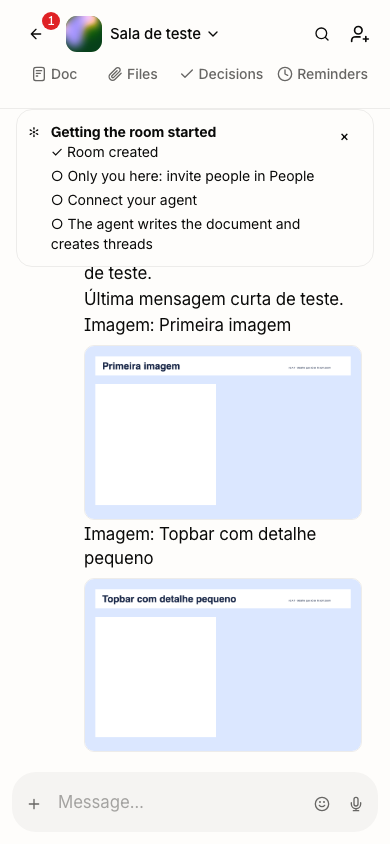 1
Sala de teste
Doc
Files
Decisions
Reminders
Getting the room started
Room created
Only you here: invite people in People
Connect your agent
The agent writes the document and
creates threads
de teste.
Última mensagem curta de teste.
Imagem: Primeira imagem
Primeira imagem
Imagem: Topbar com detalhe
pequeno
Topbar com detalhe pequeno
Message...